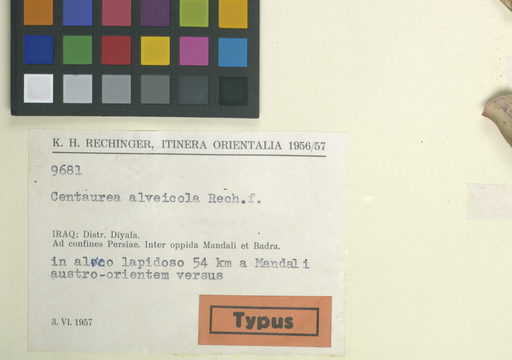 K. H. RECHINGER, ITINERA ORIENTALIA 1956/57
9681
Centaurea alveicola Rech.f.
IRAQ: Distr. Diyala.
Ad confines Persiae. Inter oppida Mandali et Badra.
in alveo lapidoso 54 km a Mandali
austro-orientem versus
3. VI. 1957
Typus